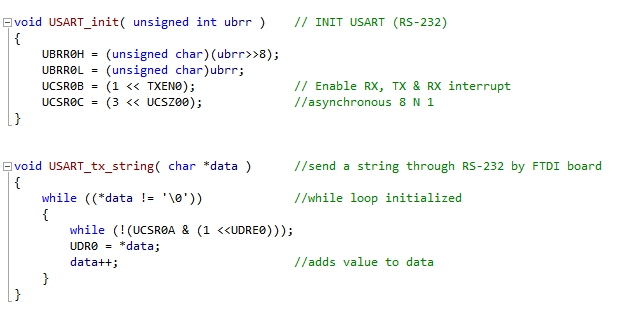 void USART_init( unsigned int ubrr )    // INIT USART (RS-232)
{
    UBRR0H = (unsigned char)(ubrr>>8);
    UBRR0L = (unsigned char)ubrr;
    UCSR0B = (1 << TXEN0);              // Enable RX, TX & RX interrupt
    UCSR0C = (3 << UCSZ00);             //asynchronous 8 N 1
}
void USART_tx_string( char *data )      //send a string through RS-232 by FTDI board
{
    while ((*data != '\0'))             //while loop initialized
    {
        while (!(UCSR0A & (1 <<UDRE0)));
        UDR0 = *data;
        data++;                         //adds value to data
    }
}